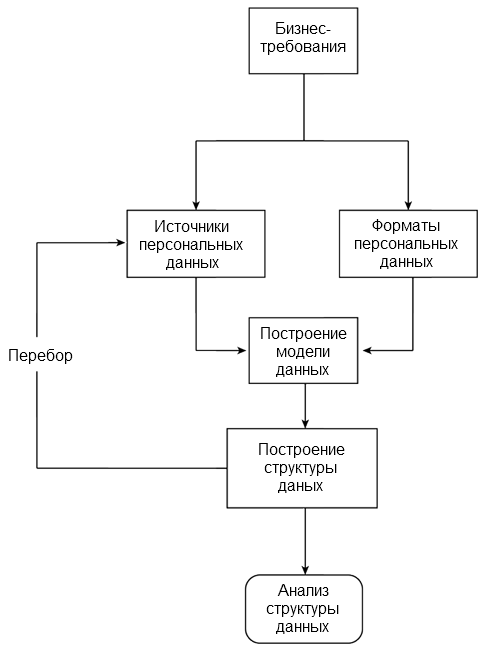 Бизнес-
требования
Источники
персональных
данных
Форматы
персональных
данных
Построение
модели
данных
Перебор
Построение
структуры
даных
Анализ
структуры
данных